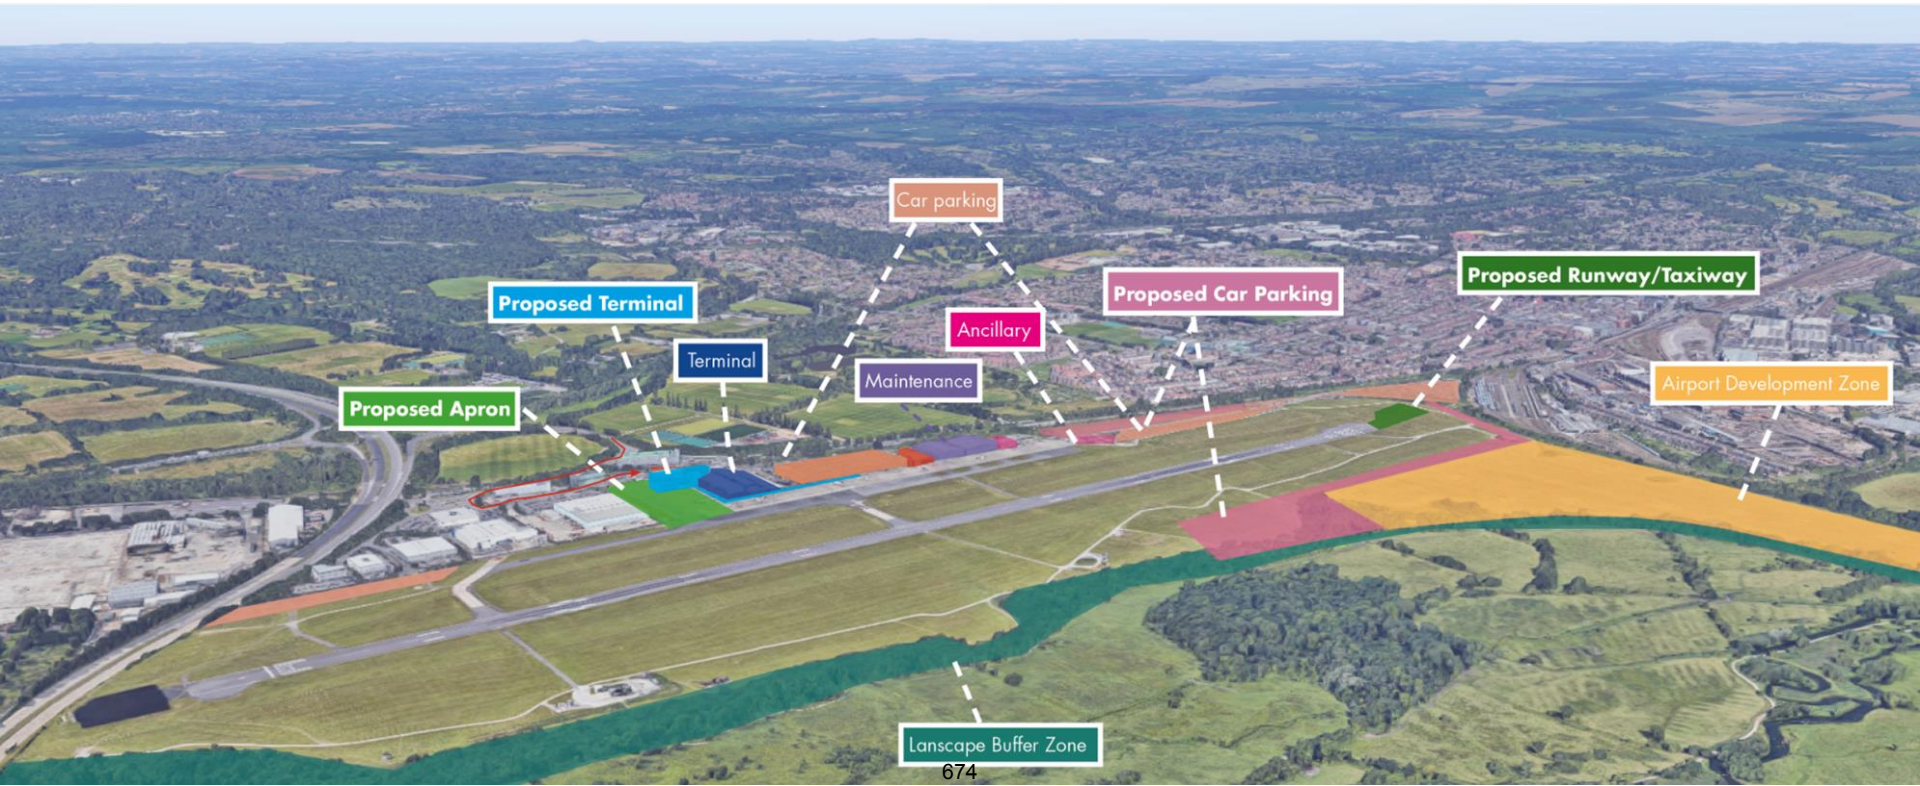 Car parking
Proposed Runway/Taxiway
Proposed Car Parking
Proposed Terminal
Ancillary
Terminal
Maintenance
Airport Development Zone
Proposed Apron
Lanscape Buffer Zone
674